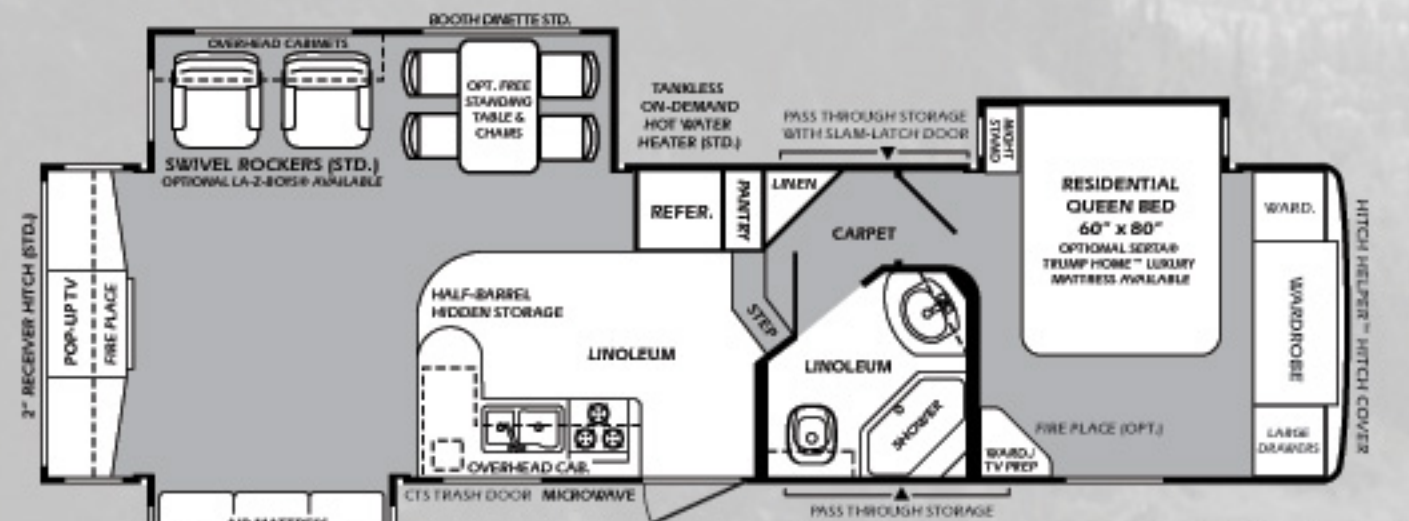 BOOTH DINETTE STD.
OVERHEAD CABINETS
OPT. FREE
STANDING
TABLE &
CHAIRS
SWIVEL ROCKERS (STD.)
OPTIONAL LA-Z-BOYS® AVAILABLE
TANKLESS
ON-DEMAND
HOT WATER
HEATER (STD.)
PASS THROUGH STORAGE
WITH SLAM-LATCH DOOR
NIGHT
STAND
RESIDENTIAL
QUEEN BED
60" x 80"
OPTIONAL SERTA®
TRUMP HOME™ LUXURY
MATTRESS AVAILABLE
REFER.
PANTRY
LINEN
CARPET
WARD.
WARDROBE
LARGE
DRAWERS
HITCH HELPER™ HITCH COVER
2" RECEIVER HITCH (STD.)
POP-UP TV
FIRE PLACE
HALF-BARREL
HIDDEN STORAGE
LINOLEUM
STEP
LINOLEUM
SHOWER
FIRE PLACE (OPT.)
WARD./
TV PREP
OVERHEAD CAB.
CTS TRASH DOOR
MICROWAVE
PASS THROUGH STORAGE
AIR MATTRESS